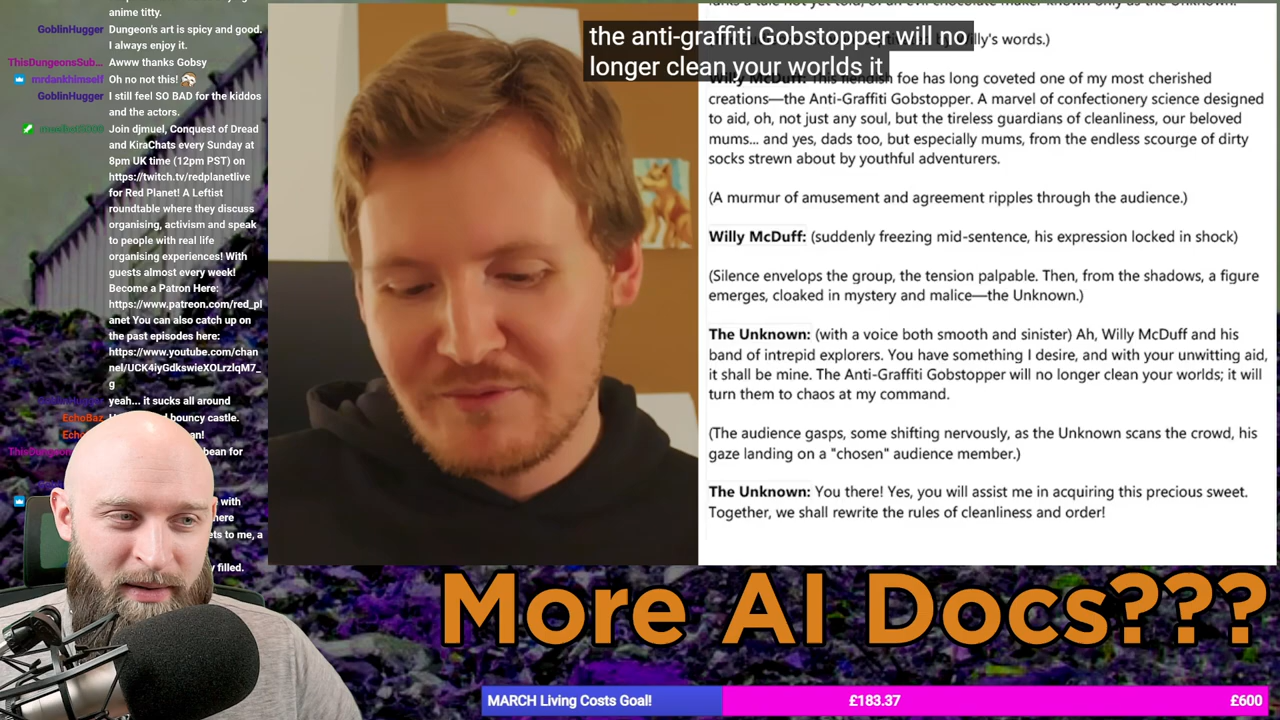 anime titty.
GoblinHugger Dungeon's art is spicy and good.
I always enjoy it.
ThisDungeonsSub... Awww thanks Gobsy
mrdankhimself Oh no not this!
GoblinHugger I still feel SO BAD for the kiddos
and the actors.
Join djmuel, Conquest of Dread
and KiraChats every Sunday at
8pm UK time (12pm PST) on
https://twitch.tv/redplanetlive
for Red Planet! A Leftist
roundtable where they discuss
organising, activism and speak
to people with real life
organising experiences! With
guests almost every week!
Become a Patron Here:
https://www.patreon.com/red_pl
anet You can also catch up on
the past episodes here:
https://www.youtube.com/chan
nel/UCK4iyGdkswieXOLrzlqM7_
g
yeah... it sucks all around
EchoBaz bouncy castle.
bean for
with
ets to me, a
filled.
the anti-graffiti Gobstopper will no
longer clean your worlds it
Willy McDuff: This fiendish foe has long coveted one of my most cherished
creations—the Anti-Graffiti Gobstopper. A marvel of confectionery science designed
to aid, oh, not just any soul, but the tireless guardians of cleanliness, our beloved
mums... and yes, dads too, but especially mums, from the endless scourge of dirty
socks strewn about by youthful adventurers.
(A murmur of amusement and agreement ripples through the audience.)
Willy McDuff: (suddenly freezing mid-sentence, his expression locked in shock)
(Silence envelops the group, the tension palpable. Then, from the shadows, a figure
emerges, cloaked in mystery and malice—the Unknown.)
The Unknown: (with a voice both smooth and sinister) Ah, Willy McDuff and his
band of intrepid explorers. You have something I desire, and with your unwitting aid,
it shall be mine. The Anti-Graffiti Gobstopper will no longer clean your worlds; it will
turn them to chaos at my command.
(The audience gasps, some shifting nervously, as the Unknown scans the crowd, his
gaze landing on a "chosen" audience member.)
The Unknown: You there! Yes, you will assist me in acquiring this precious sweet.
Together, we shall rewrite the rules of cleanliness and order!
More AI Docs???
MARCH Living Costs Goal! £183.37 £600